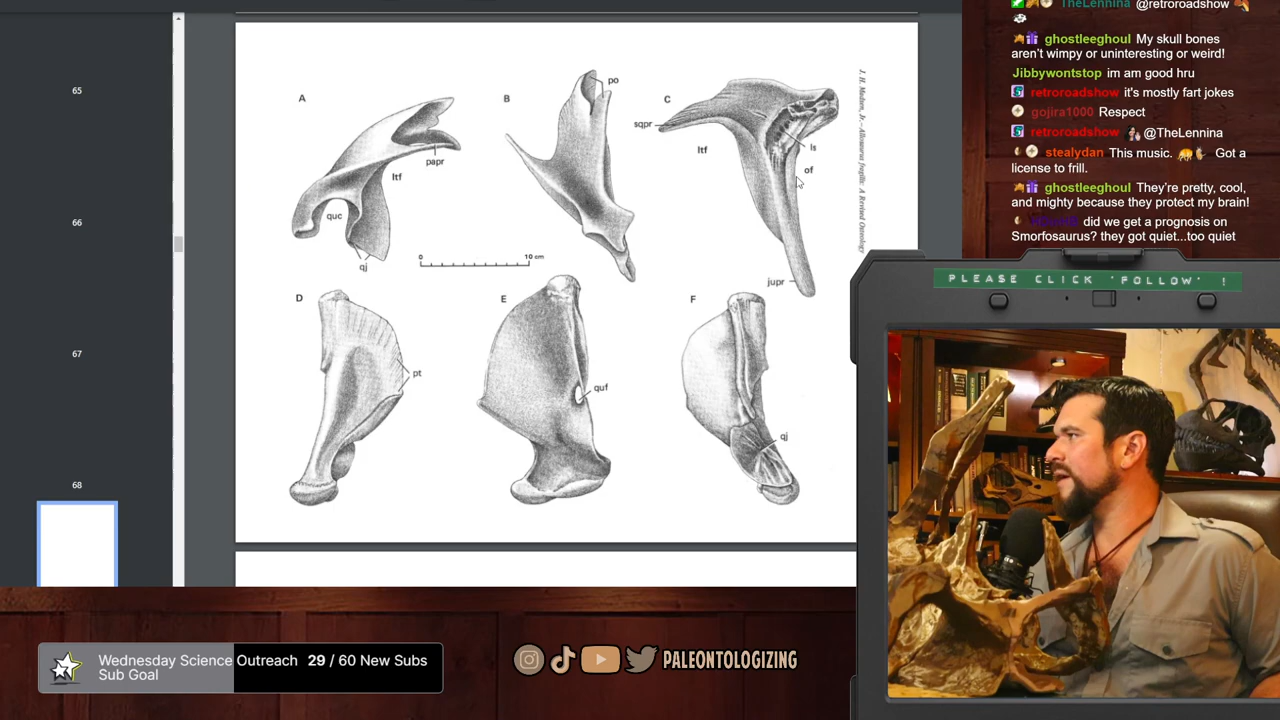 65
66
67
68
A
B
C
po
sqpr
ltf
papr
ltf
ls
of
quc
qj
0
10 cm
jupr
D
E
F
pt
quf
qj
J. H. Madsen, Jr.–Allosaurus fragilis: A Revised Osteology
TheLennina @retroroadshow
ghostleeghoul My skull bones
aren't wimpy or uninteresting or weird!
Jibbywontstop im am good hru
retroroadshow it's mostly fart jokes
gojira1000 Respect
retroroadshow @TheLennina
stealydan This music. Got a
license to frill.
ghostleeghoul They're pretty, cool,
and mighty because they protect my brain!
did we get a prognosis on
Smorfosaurus? they got quiet...too quiet
PLEASE CLICK 'FOLLOW' !
Wednesday Science Outreach 29 / 60 New Subs
Sub Goal
PALEONTOLOGIZING